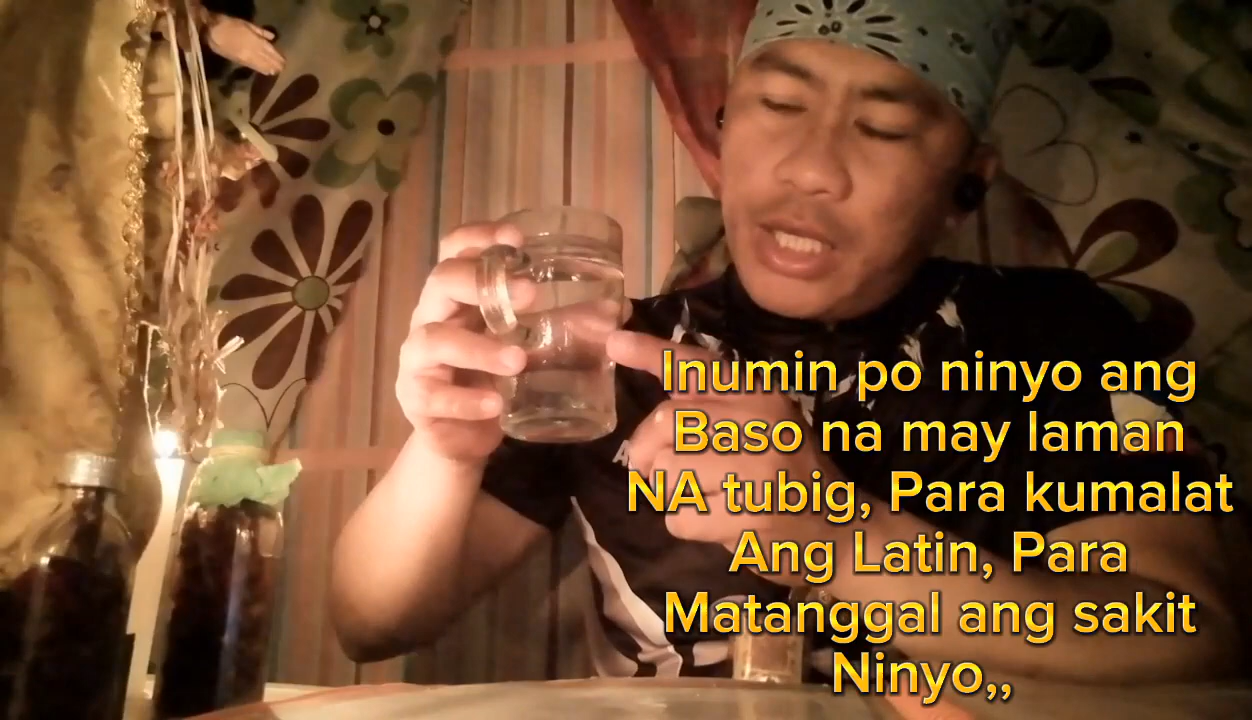 Inumin po ninyo ang
Baso na may laman
NA tubig, Para kumalat
Ang Latin, Para
Matanggal ang sakit
Ninyo,,